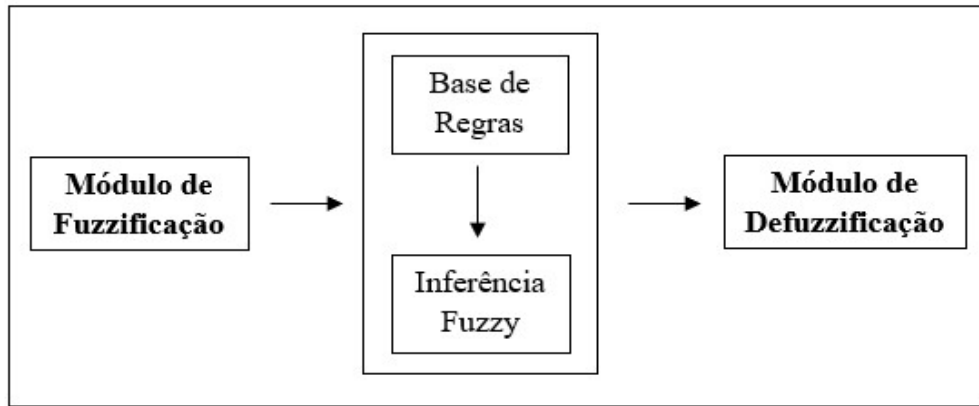 Módulo de
Fuzzificação
Base de
Regras
Inferência
Fuzzy
Módulo de
Defuzzificação